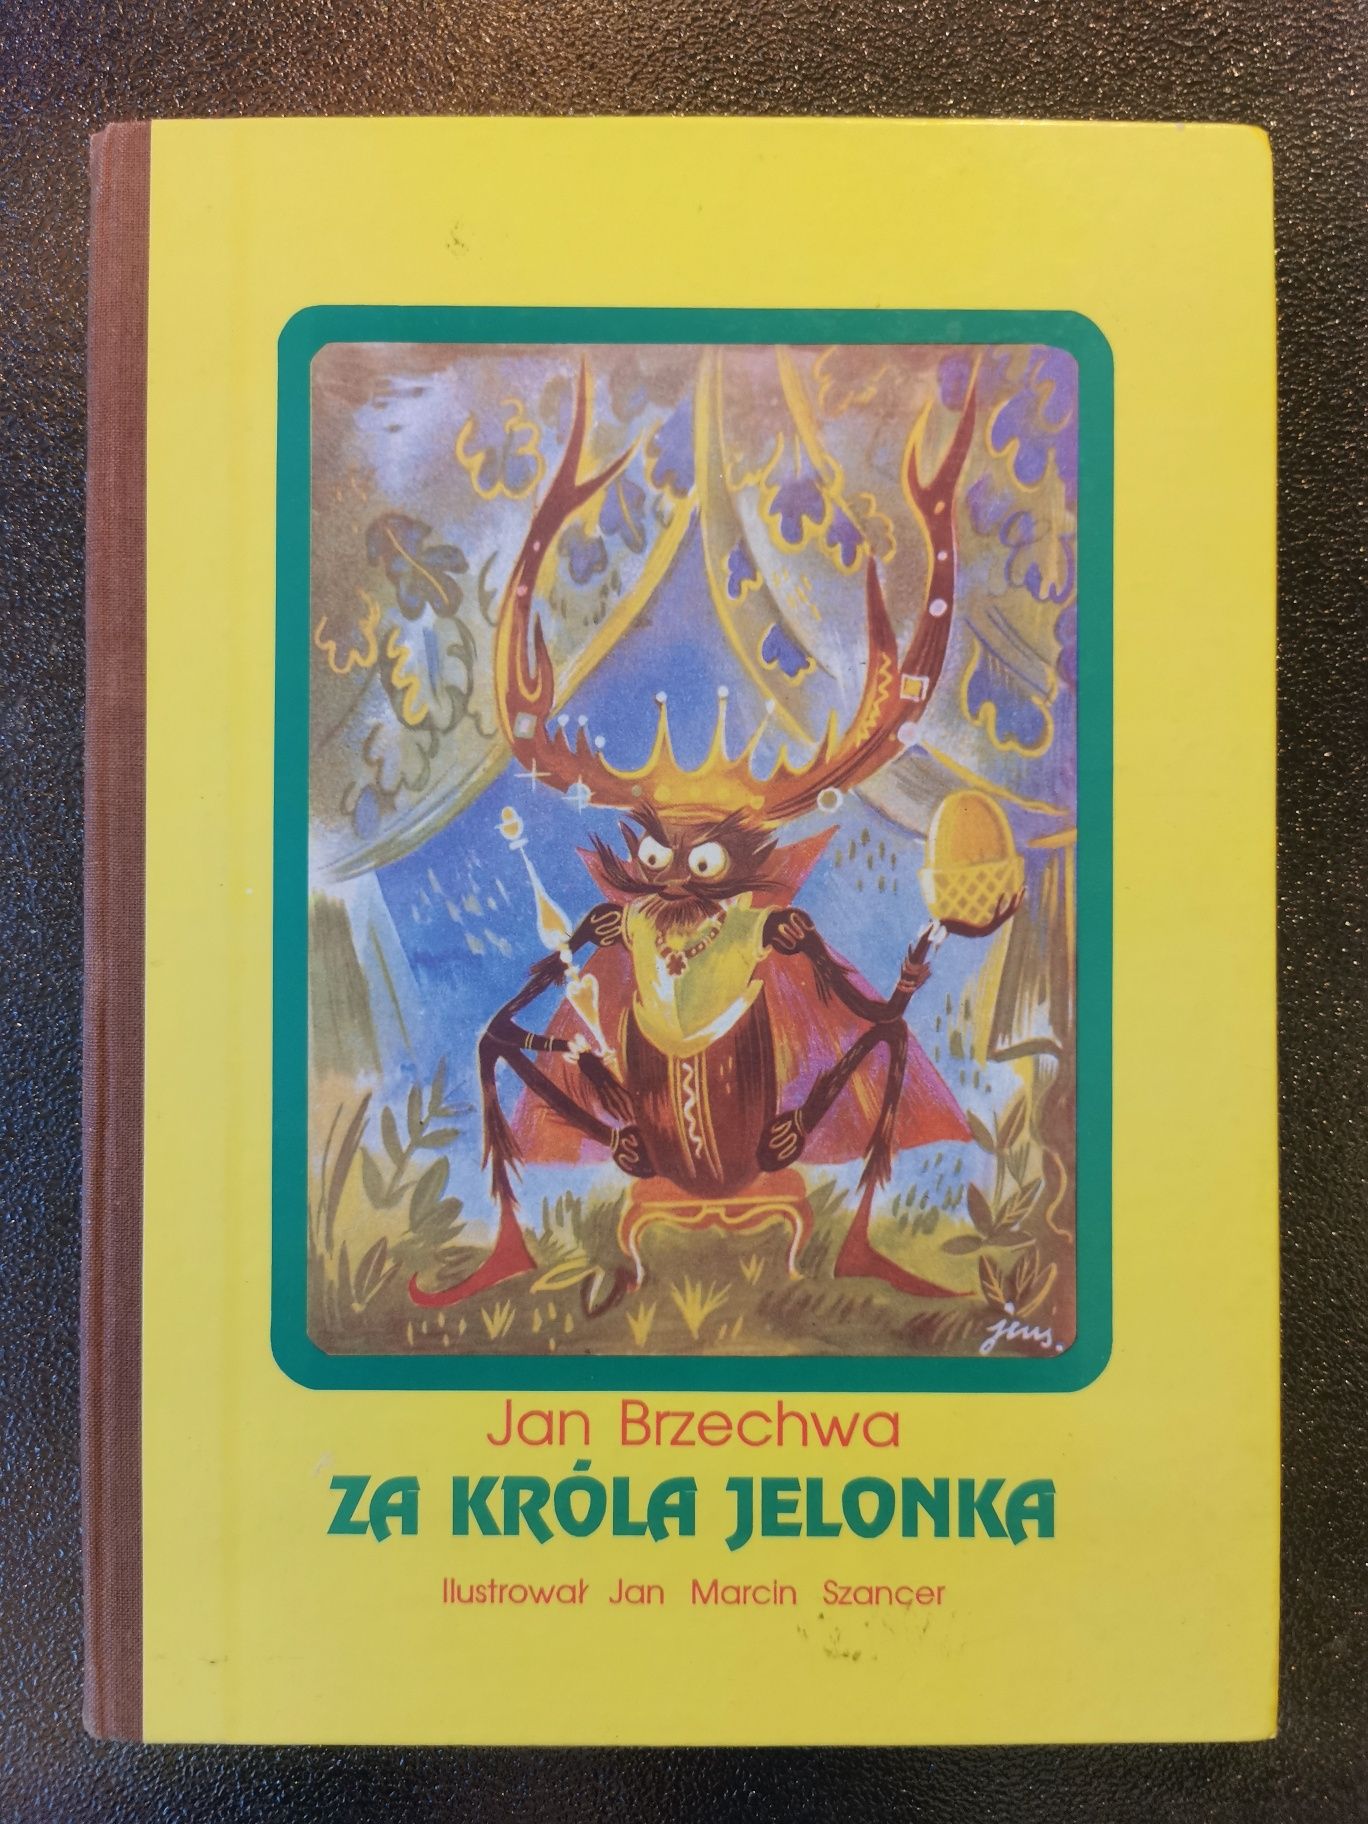 jms.
Jan Brzechwa
ZA KRÓLA JELONKA
Ilustrował Jan Marcin Szancer